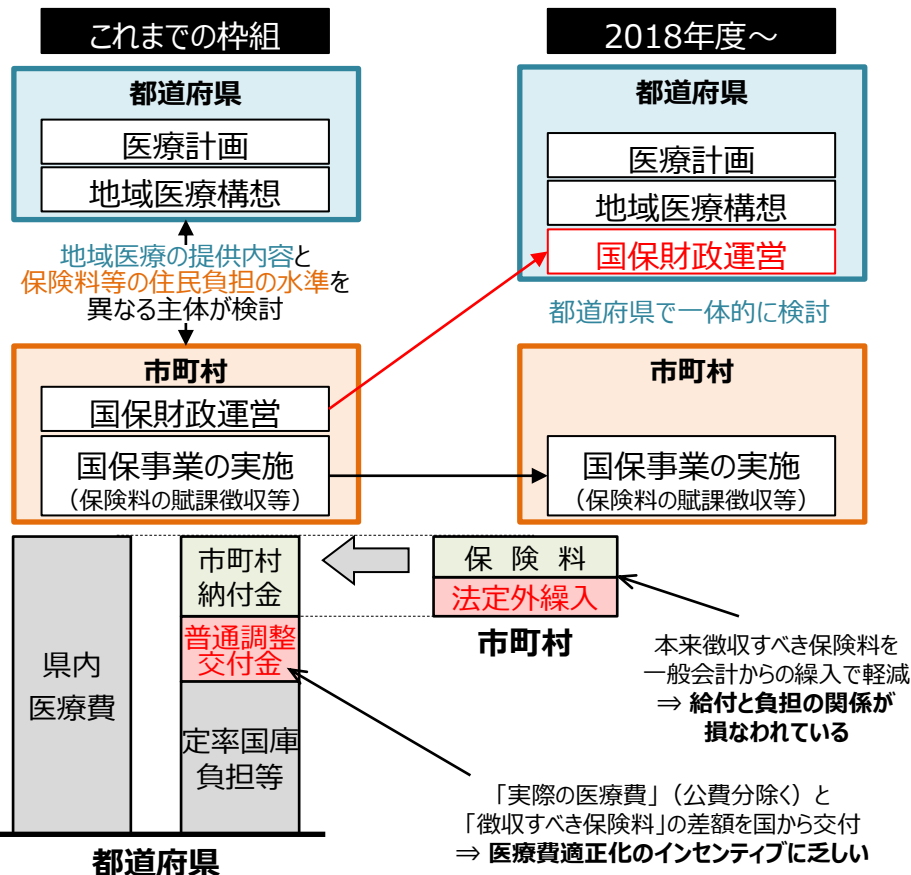 これまでの枠組
都道府県
医療計画
地域医療構想
地域医療の提供内容と
保険料等の住民負担の水準を
異なる主体が検討
市町村
国保財政運営
国保事業の実施
（保険料の賦課徴収等）
2018年度～
都道府県
医療計画
地域医療構想
国保財政運営
都道府県で一体的に検討
市町村
国保事業の実施
（保険料の賦課徴収等）
県内
医療費
市町村
納付金
普通調整
交付金
定率国庫
負担等
都道府県
保 険 料
法定外繰入
市町村
本来徴収すべき保険料を
一般会計からの繰入で軽減
⇒ 給付と負担の関係が
損なわれている
「実際の医療費」（公費分除く）と
「徴収すべき保険料」の差額を国から交付
⇒ 医療費適正化のインセンティブに乏しい